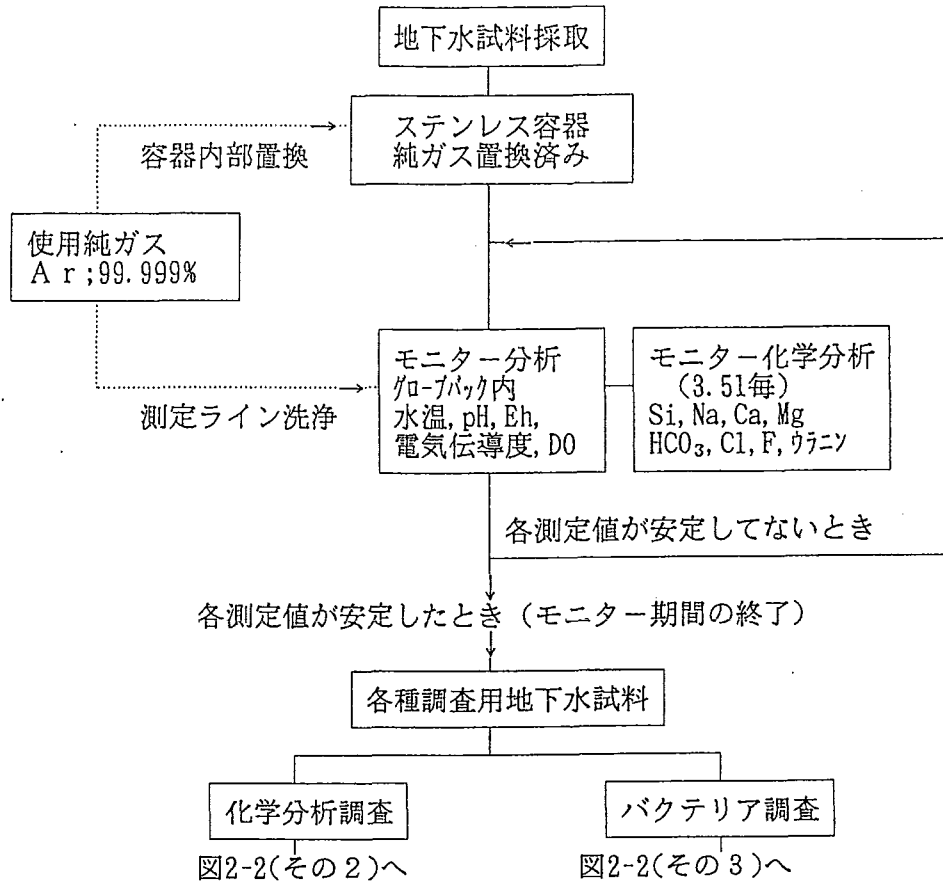 地下水試料採取
ステンレス容器
純ガス置換済み
容器内部置換
使用純ガス
Ar;99.999%
モニター分析
グローブバック内
水温,pH,Eh,
電気伝導度,DO
モニター化学分析
(3.5l毎)
Si,Na,Ca,Mg
HCO₃,Cl,F,ウラニン
測定ライン洗浄
各測定値が安定してないとき
各測定値が安定したとき(モニター期間の終了)
各種調査用地下水試料
化学分析調査
バクテリア調査
図2-2(その2)へ
図2-2(その3)へ